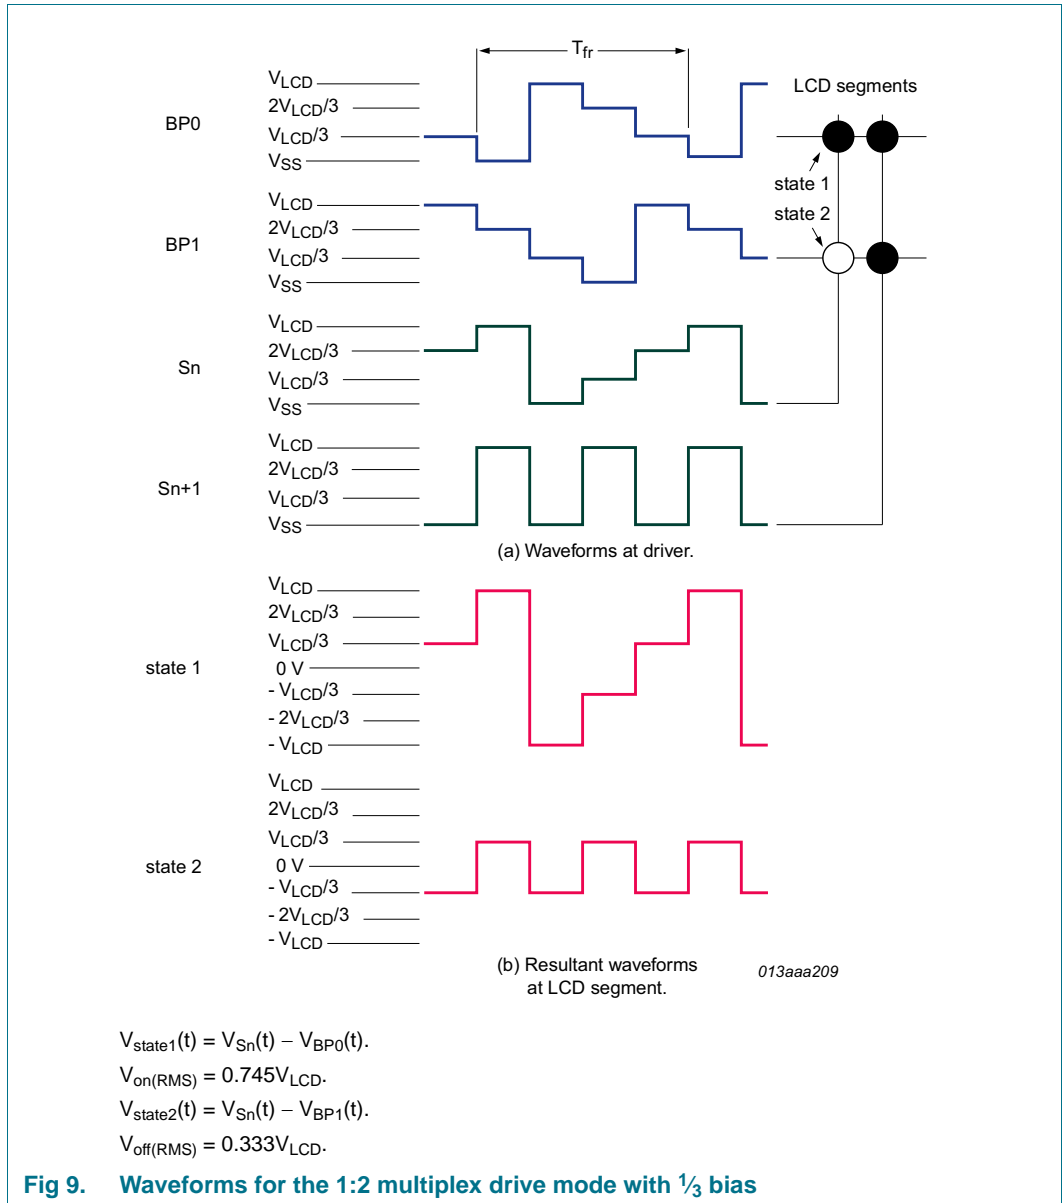 T_fr
BP0
V_LCD
2V_LCD/3
V_LCD/3
V_SS
LCD segments
state 1
state 2
BP1
V_LCD
2V_LCD/3
V_LCD/3
V_SS
Sn
V_LCD
2V_LCD/3
V_LCD/3
V_SS
Sn+1
V_LCD
2V_LCD/3
V_LCD/3
V_SS
(a) Waveforms at driver.
state 1
V_LCD
2V_LCD/3
V_LCD/3
0 V
- V_LCD/3
- 2V_LCD/3
- V_LCD
state 2
V_LCD
2V_LCD/3
V_LCD/3
0 V
- V_LCD/3
- 2V_LCD/3
- V_LCD
(b) Resultant waveforms
at LCD segment.
013aaa209
V_state1(t) = V_Sn(t) − V_BP0(t).
V_on(RMS) = 0.745V_LCD.
V_state2(t) = V_Sn(t) − V_BP1(t).
V_off(RMS) = 0.333V_LCD.
Fig 9. Waveforms for the 1:2 multiplex drive mode with 1⁄3 bias